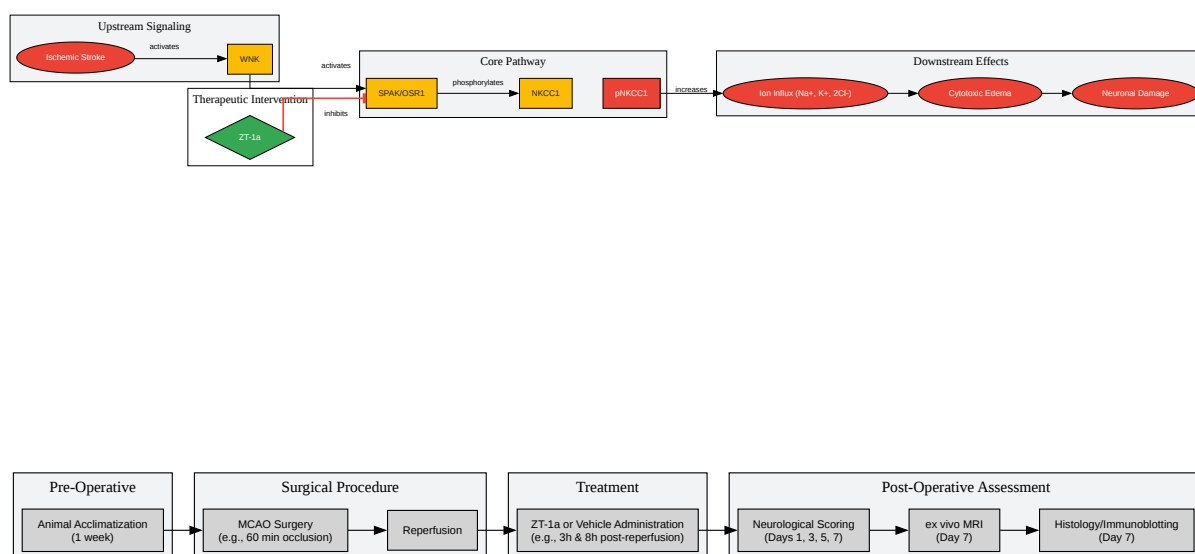 Upstream Signaling
Ischemic Stroke
activates
WNK
Therapeutic Intervention
ZT-1a
activates
inhibits
Core Pathway
SPAK/OSR1
phosphorylates
NKCC1
pNKCC1
increases
Downstream Effects
Ion Influx (Na+, K+, 2Cl-)
Cytotoxic Edema
Neuronal Damage
Pre-Operative
Animal Acclimatization
(1 week)
Surgical Procedure
MCAO Surgery
(e.g., 60 min occlusion)
Reperfusion
Treatment
ZT-1a or Vehicle Administration
(e.g., 3h & 8h post-reperfusion)
Post-Operative Assessment
Neurological Scoring
(Days 1, 3, 5, 7)
ex vivo MRI
(Day 7)
Histology/Immunoblotting
(Day 7)